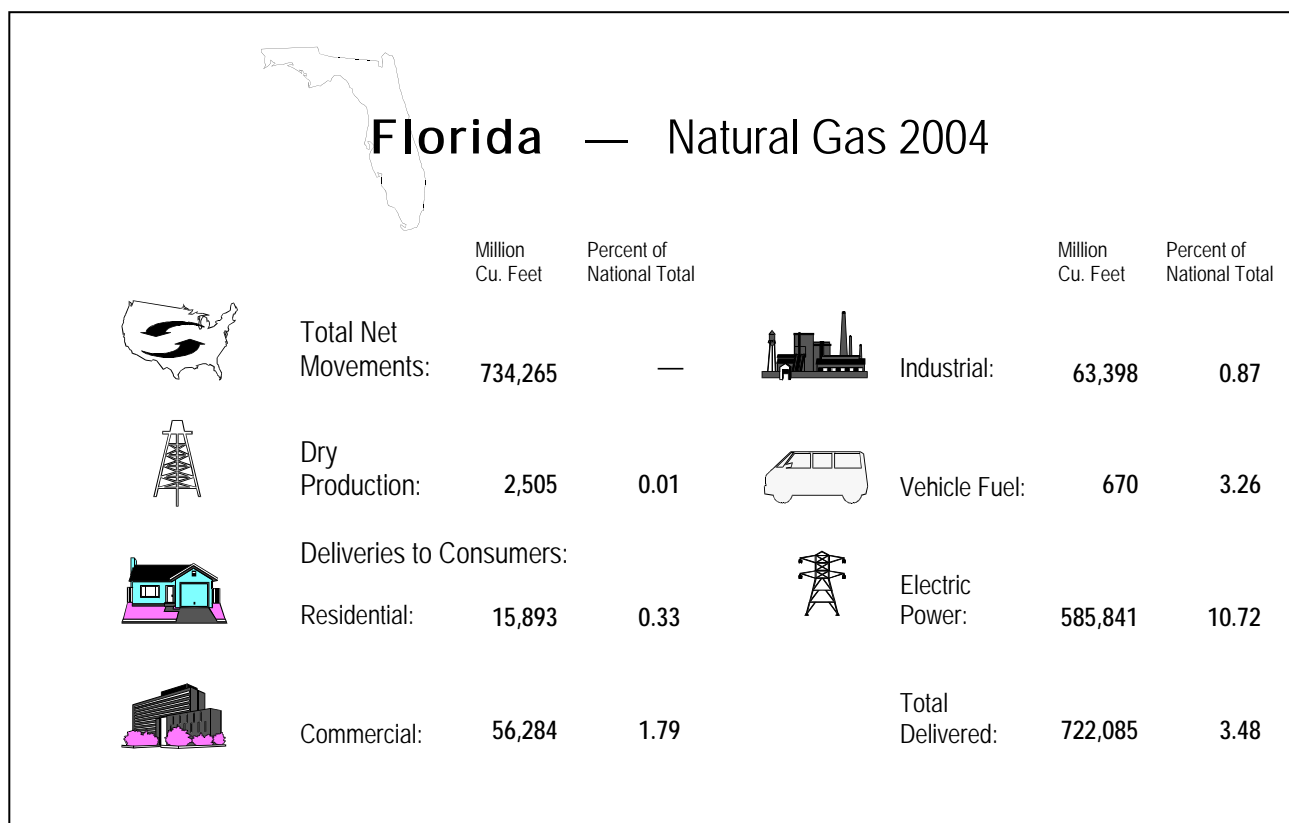 Florida — Natural Gas 2004
Million
Cu. Feet
Percent of
National Total
Total Net
Movements: 734,265 —
Dry
Production: 2,505 0.01
Deliveries to Consumers:
Residential: 15,893 0.33
Commercial: 56,284 1.79
Million
Cu. Feet
Percent of
National Total
Industrial: 63,398 0.87
Vehicle Fuel: 670 3.26
Electric
Power: 585,841 10.72
Total
Delivered: 722,085 3.48